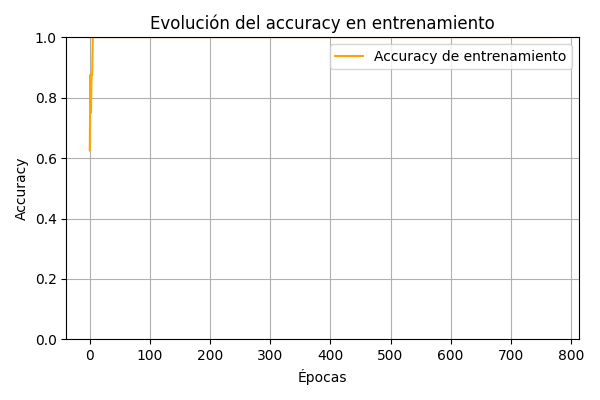 Evolución del accuracy en entrenamiento
Accuracy de entrenamiento
Accuracy
1.0
0.8
0.6
0.4
0.2
0.0
0 100 200 300 400 500 600 700 800
Épocas